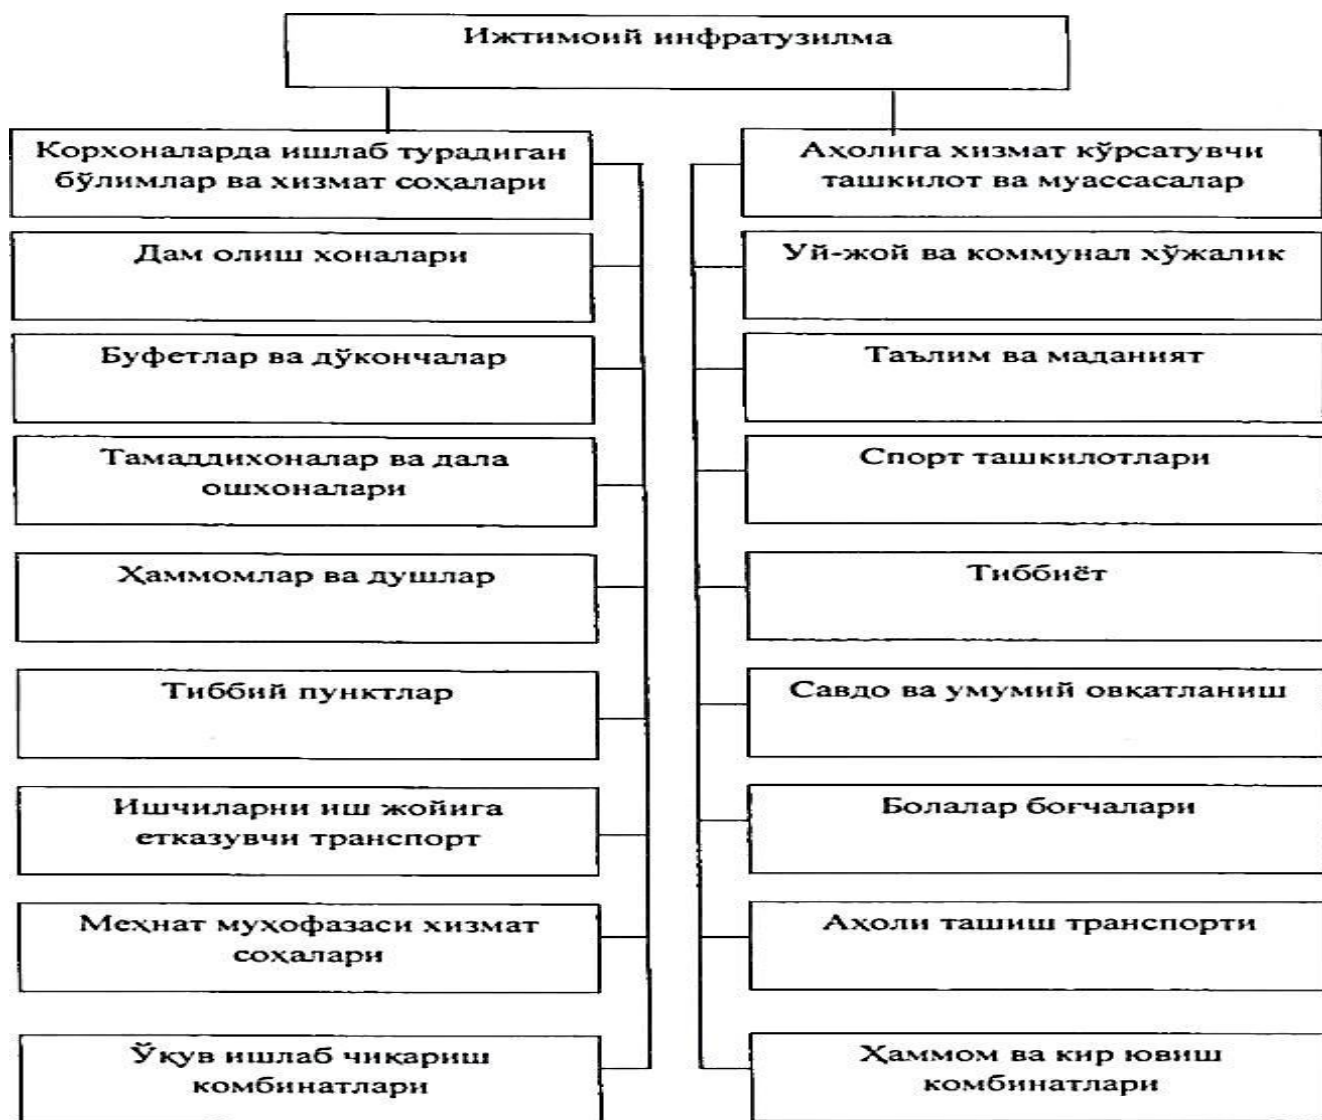 Ижтимоий инфратузилма
Корхоналарда ишлаб турадиган
бўлимлар ва хизмат соҳалари
Дам олиш хоналари
Буфетлар ва дўкончалар
Тамаддихоналар ва дала
ошхоналари
Ҳаммомлар ва душлар
Тиббий пунктлар
Ишчиларни иш жойига
етказувчи транспорт
Меҳнат муҳофазаси хизмат
соҳалари
Ўқув ишлаб чиқариш
комбинатлари
Аҳолига хизмат кўрсатувчи
ташкилот ва муассасалар
Уй-жой ва коммунал хўжалик
Таълим ва маданият
Спорт ташкилотлари
Тиббиёт
Савдо ва умумий овқатланиш
Болалар боғчалари
Аҳоли ташиш транспорти
Ҳаммом ва кир ювиш
комбинатлари